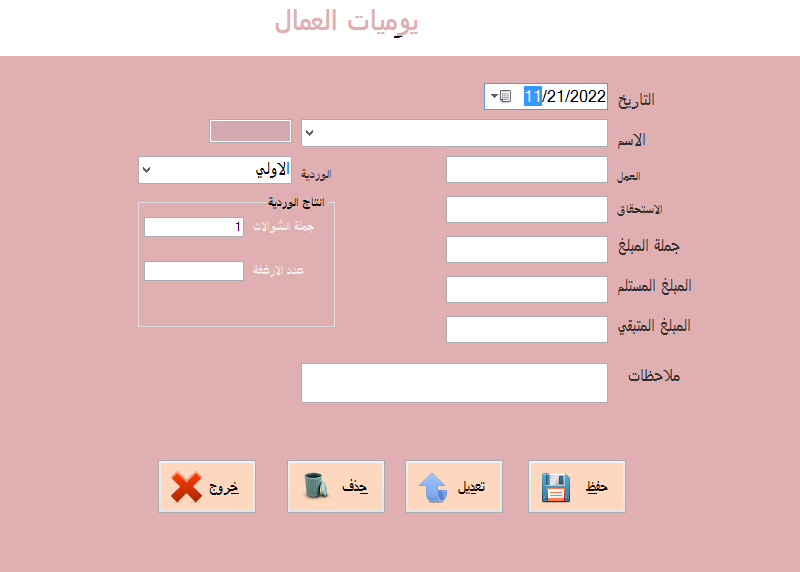 يوميات العمال
التاريخ 11/21/2022
الاسم
العمل
الوردية الاولي
الاستحقاق
انتاج الوردية
جملة الشوالات 1
عدد الارغفة
جملة المبلغ
المبلغ المستلم
المبلغ المتبقي
ملاحظات
حفظ تعديل حذف خروج